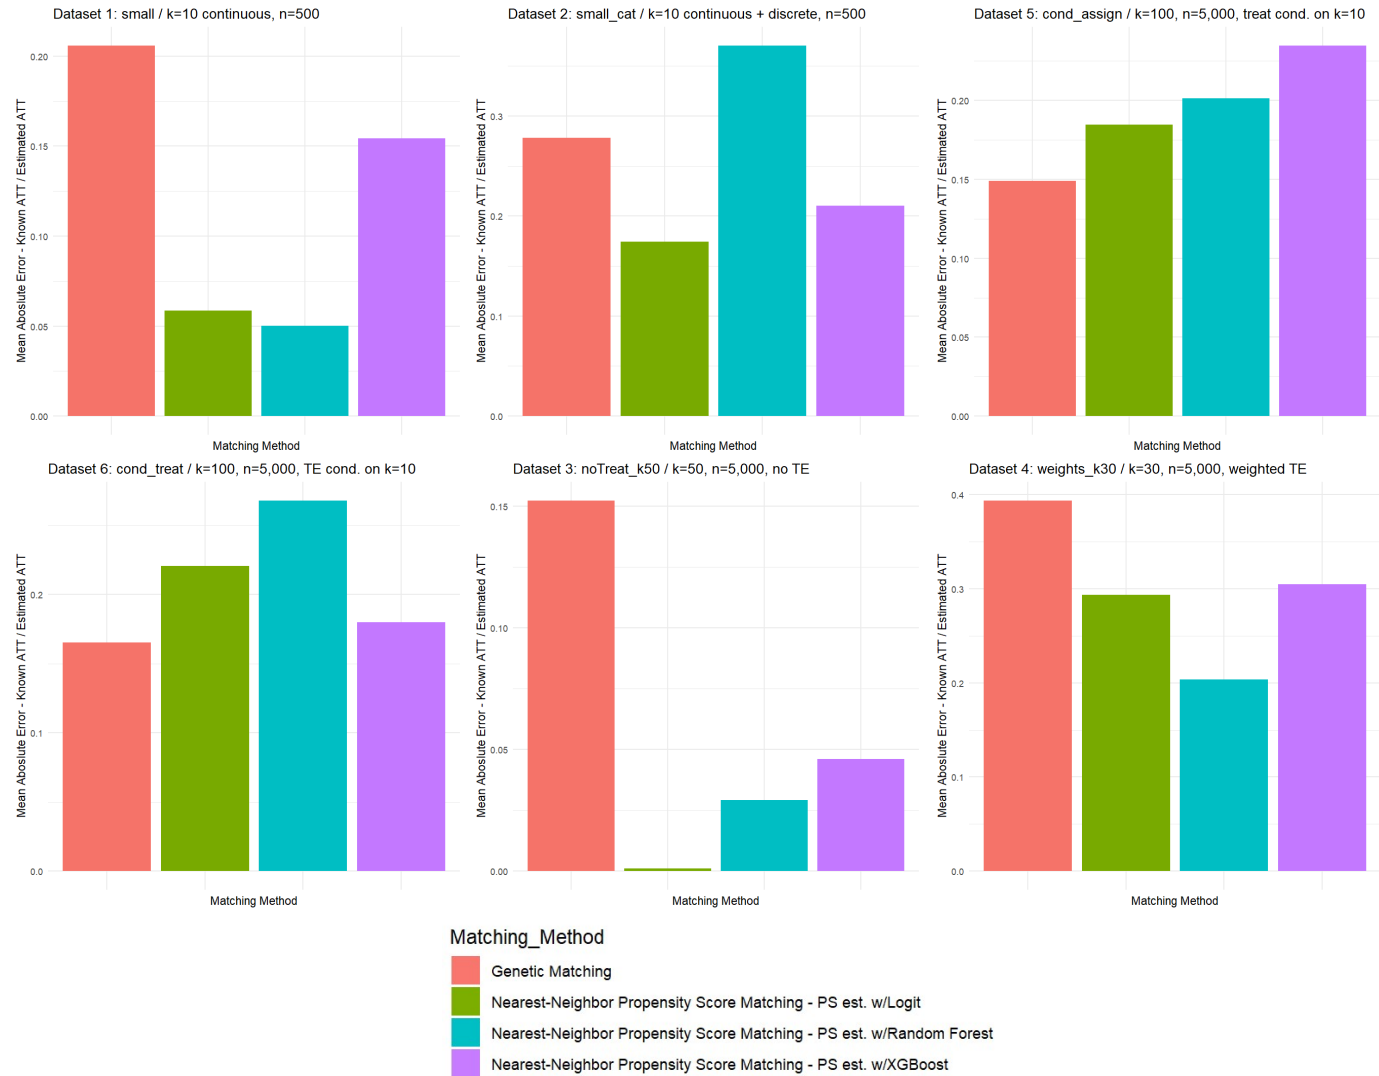 Dataset 1: small / k=10 continuous, n=500
Mean Aboslute Error - Known ATT / Estimated ATT
0.20
0.15
0.10
0.05
0.00
Matching Method
Dataset 2: small_cat / k=10 continuous + discrete, n=500
Mean Aboslute Error - Known ATT / Estimated ATT
0.3
0.2
0.1
0.0
Matching Method
Dataset 5: cond_assign / k=100, n=5,000, treat cond. on k=10
Mean Aboslute Error - Known ATT / Estimated ATT
0.20
0.15
0.10
0.05
0.00
Matching Method
Dataset 6: cond_treat / k=100, n=5,000, TE cond. on k=10
Mean Aboslute Error - Known ATT / Estimated ATT
0.2
0.1
0.0
Matching Method
Dataset 3: noTreat_k50 / k=50, n=5,000, no TE
Mean Aboslute Error - Known ATT / Estimated ATT
0.15
0.10
0.05
0.00
Matching Method
Dataset 4: weights_k30 / k=30, n=5,000, weighted TE
Mean Aboslute Error - Known ATT / Estimated ATT
0.4
0.3
0.2
0.1
0.0
Matching Method
Matching_Method
Genetic Matching
Nearest-Neighbor Propensity Score Matching - PS est. w/Logit
Nearest-Neighbor Propensity Score Matching - PS est. w/Random Forest
Nearest-Neighbor Propensity Score Matching - PS est. w/XGBoost